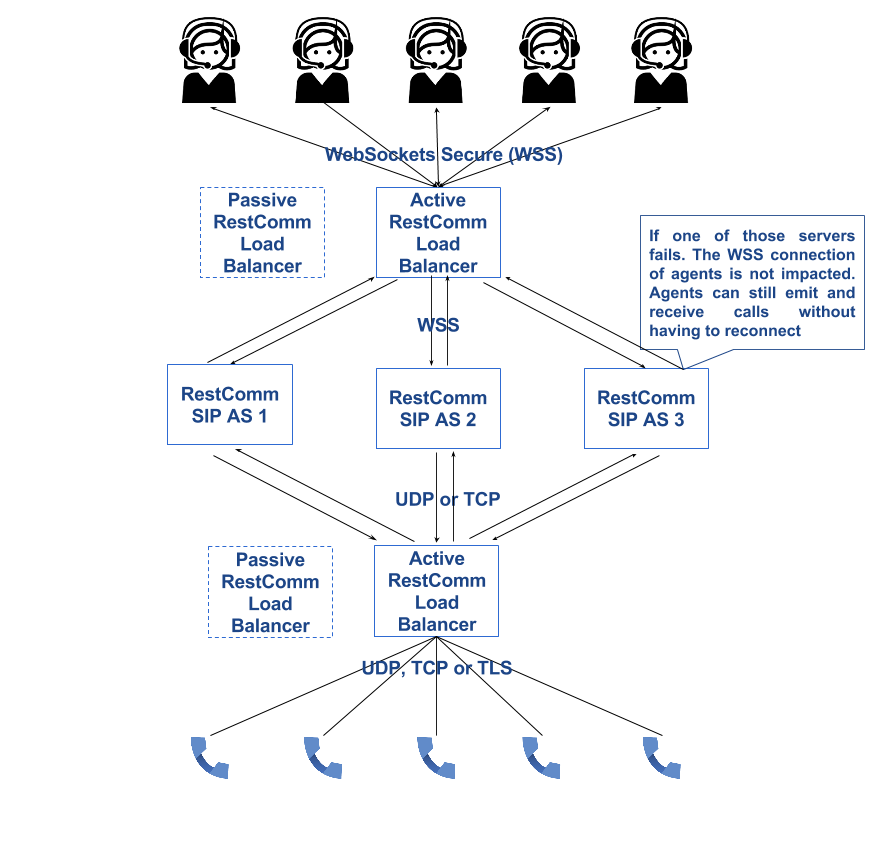 WebSockets Secure (WSS)
Passive
RestComm
Load
Balancer
Active
RestComm
Load
Balancer
If one of those servers
fails. The WSS connection
of agents is not impacted.
Agents can still emit and
receive calls without
having to reconnect
WSS
RestComm
SIP AS 1
RestComm
SIP AS 2
RestComm
SIP AS 3
UDP or TCP
Passive
RestComm
Load
Balancer
Active
RestComm
Load
Balancer
UDP, TCP or TLS